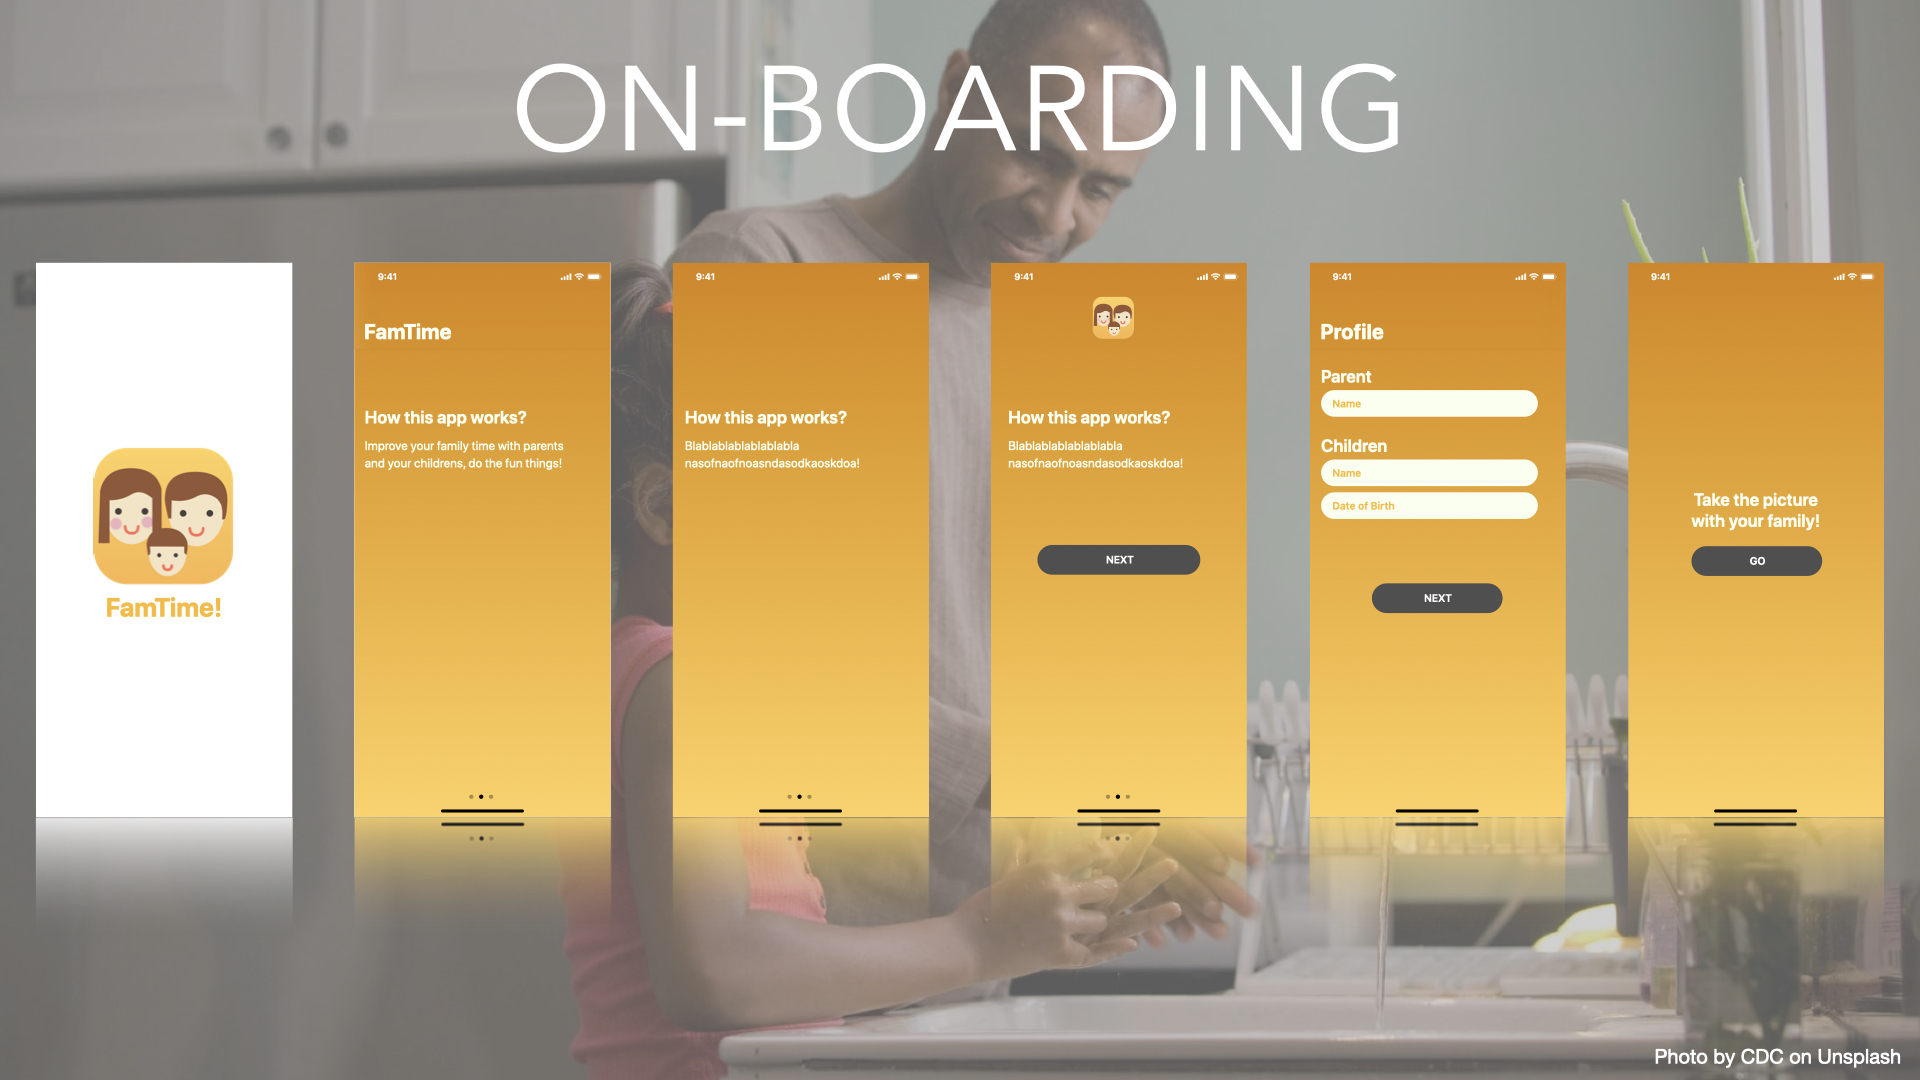 ON-BOARDING
FamTime!
9:41
FamTime
How this app works?
Improve your family time with parents
and your childrens, do the fun things!
9:41
How this app works?
Blablablablablablabla
nasofnaofnoasndasodkaoskdoa!
9:41
How this app works?
Blablablablablablabla
nasofnaofnoasndasodkaoskdoa!
NEXT
9:41
Profile
Parent
Name
Children
Name
Date of Birth
NEXT
9:41
Take the picture
with your family!
GO
Photo by CDC on Unsplash